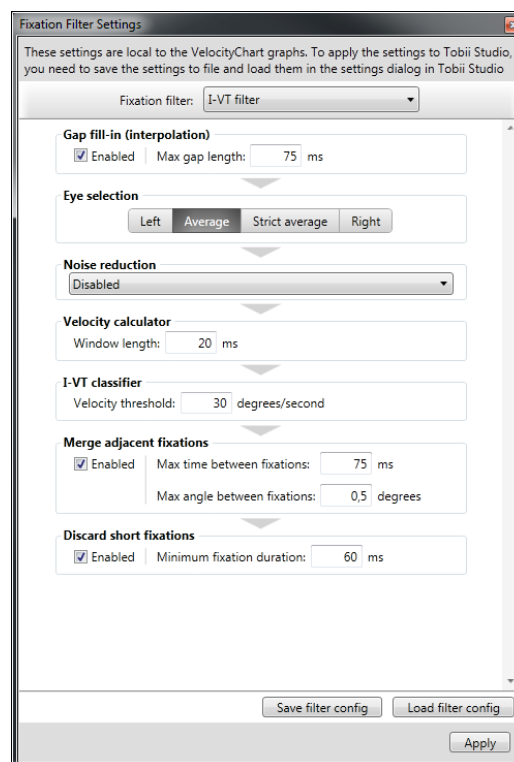 Fixation Filter Settings
These settings are local to the VelocityChart graphs. To apply the settings to Tobii Studio,
you need to save the settings to file and load them in the settings dialog in Tobii Studio
Fixation filter: I-VT filter
Gap fill-in (interpolation)
Enabled Max gap length: 75 ms
Eye selection
Left Average Strict average Right
Noise reduction
Disabled
Velocity calculator
Window length: 20 ms
I-VT classifier
Velocity threshold: 30 degrees/second
Merge adjacent fixations
Enabled Max time between fixations: 75 ms
Max angle between fixations: 0,5 degrees
Discard short fixations
Enabled Minimum fixation duration: 60 ms
Save filter config Load filter config
Apply